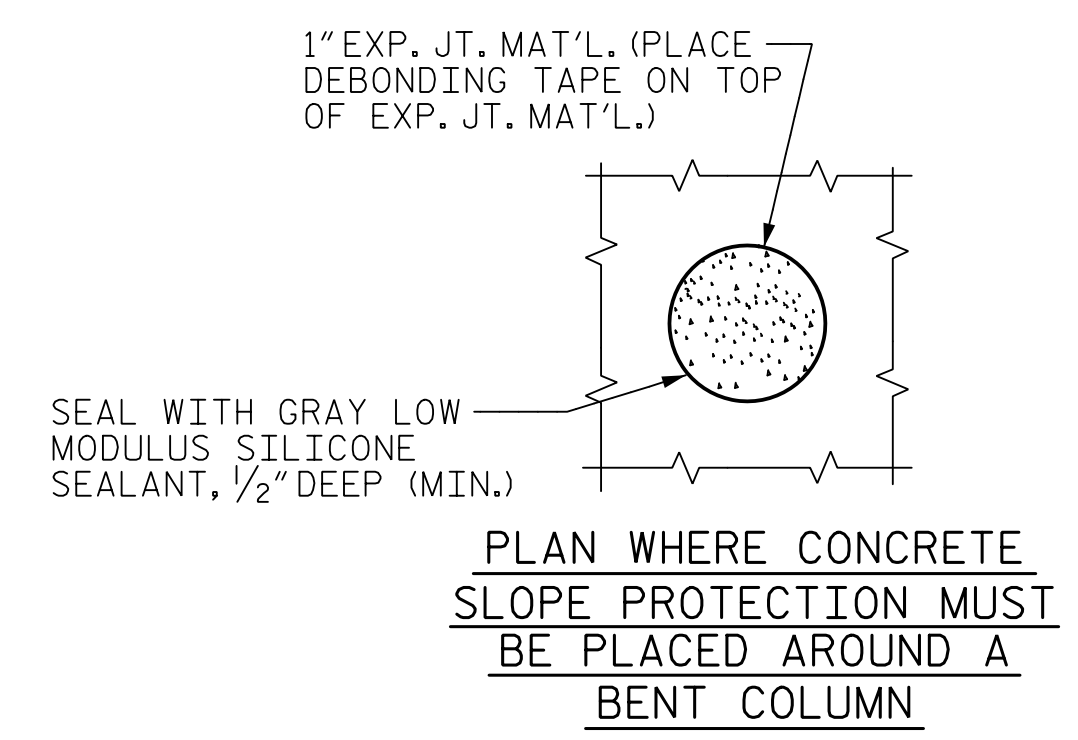 1" EXP. JT. MAT'L. (PLACE
DEBONDING TAPE ON TOP
OF EXP. JT. MAT'L.)
SEAL WITH GRAY LOW
MODULUS SILICONE
SEALANT, 1/2" DEEP (MIN.)
PLAN WHERE CONCRETE
SLOPE PROTECTION MUST
BE PLACED AROUND A
BENT COLUMN